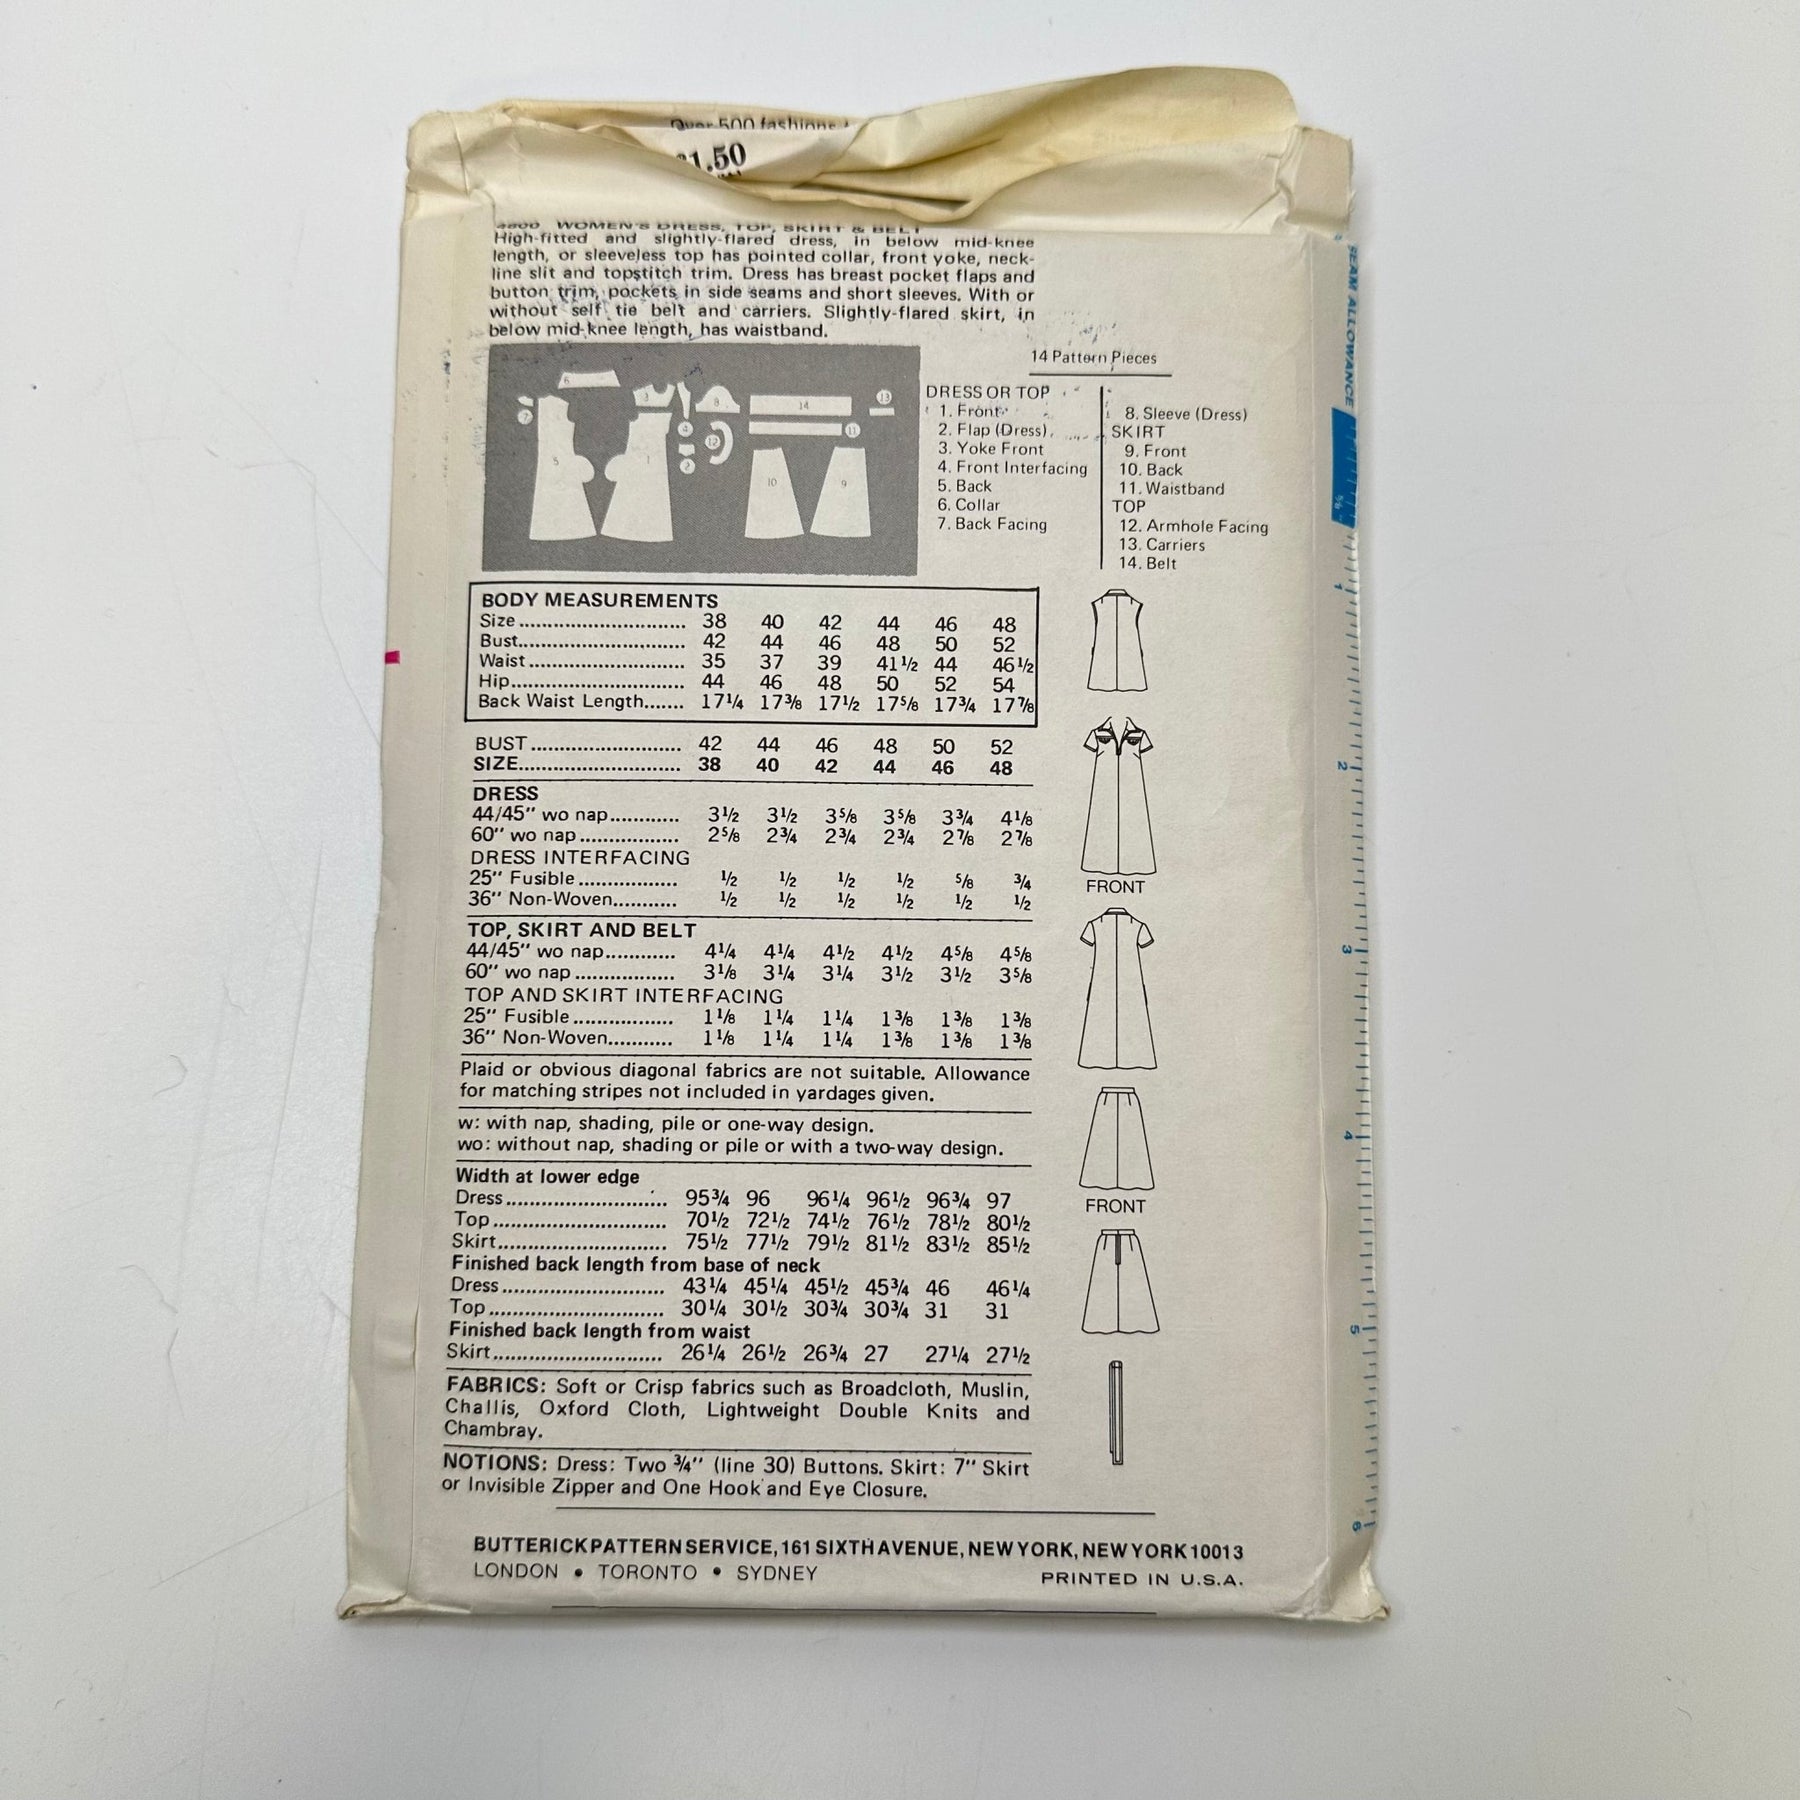 Over 500 fashions
1.50
WOMEN'S DRESS, TOP, SKIRT & BELT
High-fitted and slightly-flared dress, in below mid-knee
length, or sleeveless top has pointed collar, front yoke, neck-
line slit and topstitch trim. Dress has breast pocket flaps and
button trim, pockets in side seams and short sleeves. With or
without self tie belt and carriers. Slightly-flared skirt, in
below mid-knee length, has waistband.
14 Pattern Pieces
DRESS OR TOP
1. Front
2. Flap (Dress)
3. Yoke Front
4. Front Interfacing
5. Back
6. Collar
7. Back Facing
8. Sleeve (Dress)
SKIRT
9. Front
10. Back
11. Waistband
TOP
12. Armhole Facing
13. Carriers
14. Belt
6
7
5
3
1
4
2
8
12
14
11
13
10
9
BODY MEASUREMENTS
Size 38 40 42 44 46 48
Bust 42 44 46 48 50 52
Waist 35 37 39 41½ 44 46½
Hip 44 46 48 50 52 54
Back Waist Length 17¼ 17⅜ 17½ 17⅝ 17¾ 17⅞
BUST 42 44 46 48 50 52
SIZE 38 40 42 44 46 48
DRESS
44/45" wo nap 3½ 3½ 3⅝ 3⅝ 3¾ 4⅛
60" wo nap 2⅝ 2¾ 2¾ 2¾ 2⅞ 2⅞
DRESS INTERFACING
25" Fusible ½ ½ ½ ½ ⅝ ¾
36" Non-Woven ½ ½ ½ ½ ½ ½
TOP, SKIRT AND BELT
44/45" wo nap 4¼ 4¼ 4½ 4½ 4⅝ 4⅝
60" wo nap 3⅛ 3¼ 3¼ 3½ 3½ 3⅝
TOP AND SKIRT INTERFACING
25" Fusible 1⅛ 1¼ 1¼ 1⅜ 1⅜ 1⅜
36" Non-Woven 1⅛ 1¼ 1¼ 1⅜ 1⅜ 1⅜
Plaid or obvious diagonal fabrics are not suitable. Allowance
for matching stripes not included in yardages given.
w: with nap, shading, pile or one-way design.
wo: without nap, shading or pile or with a two-way design.
Width at lower edge
Dress 95¾ 96 96¼ 96½ 96¾ 97
Top 70½ 72½ 74½ 76½ 78½ 80½
Skirt 75½ 77½ 79½ 81½ 83½ 85½
Finished back length from base of neck
Dress 43¼ 45¼ 45½ 45¾ 46 46¼
Top 30¼ 30½ 30¾ 30¾ 31 31
Finished back length from waist
Skirt 26¼ 26½ 26¾ 27 27¼ 27½
FABRICS: Soft or Crisp fabrics such as Broadcloth, Muslin,
Challis, Oxford Cloth, Lightweight Double Knits and
Chambray.
NOTIONS: Dress: Two ¾" (line 30) Buttons. Skirt: 7" Skirt
or Invisible Zipper and One Hook and Eye Closure.
FRONT
FRONT
BUTTERICK PATTERN SERVICE, 161 SIXTH AVENUE, NEW YORK, NEW YORK 10013
LONDON • TORONTO • SYDNEY
PRINTED IN U.S.A.
SEAM ALLOWANCE
⅝
1
2
3
4
5
6